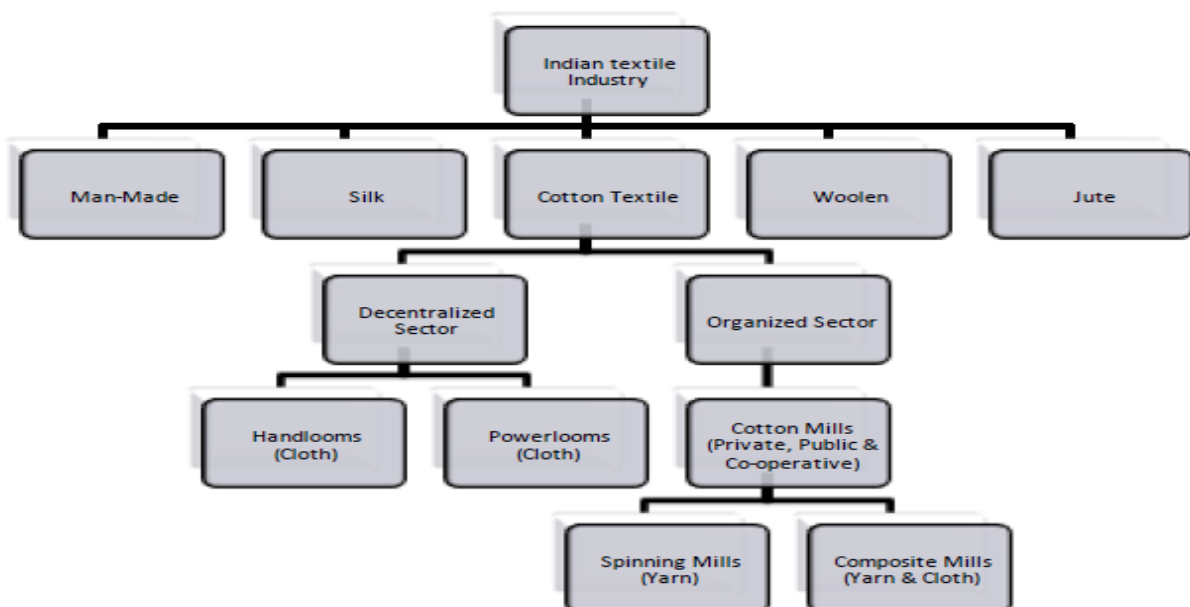 Indian textile
Industry
Man-Made
Silk
Cotton Textile
Woolen
Jute
Decentralized
Sector
Organized Sector
Handlooms
(Cloth)
Powerlooms
(Cloth)
Cotton Mills
(Private, Public &
Co-operative)
Spinning Mills
(Yarn)
Composite Mills
(Yarn & Cloth)